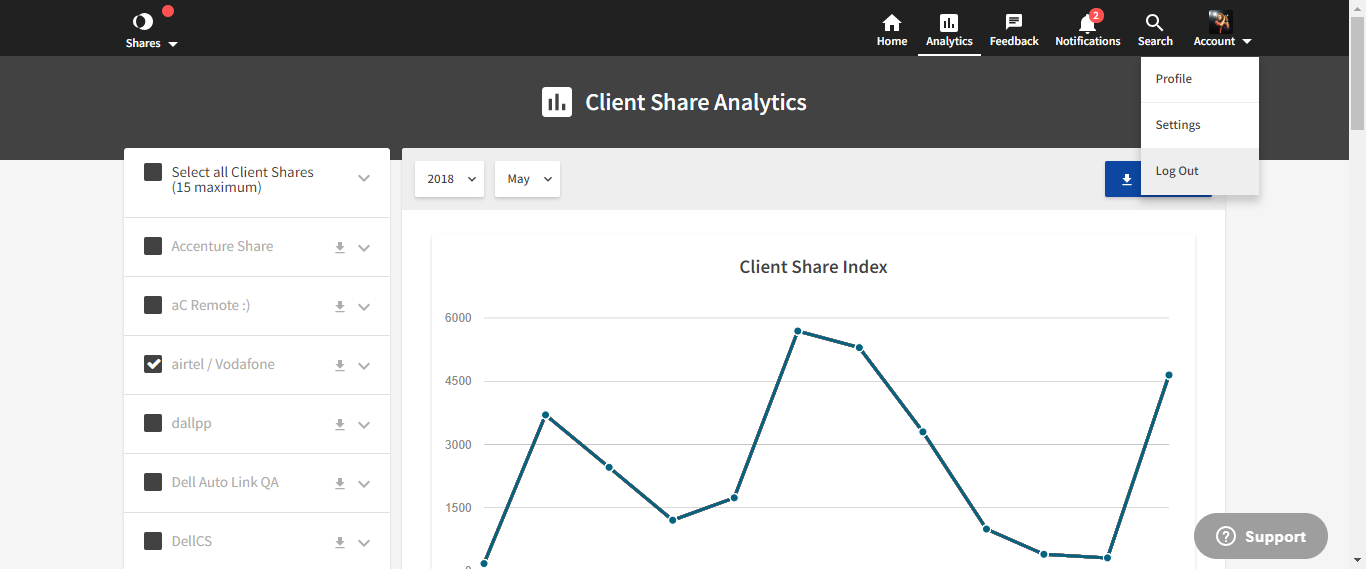 Shares
Home
Analytics
Feedback
2
Notifications
Search
Account
Profile
Settings
Log Out
Client Share Analytics
Select all Client Shares
(15 maximum)
Accenture Share
aC Remote :)
airtel / Vodafone
dallpp
Dell Auto Link QA
DellCS
2018
May
Client Share Index
6000
4500
3000
1500
Support